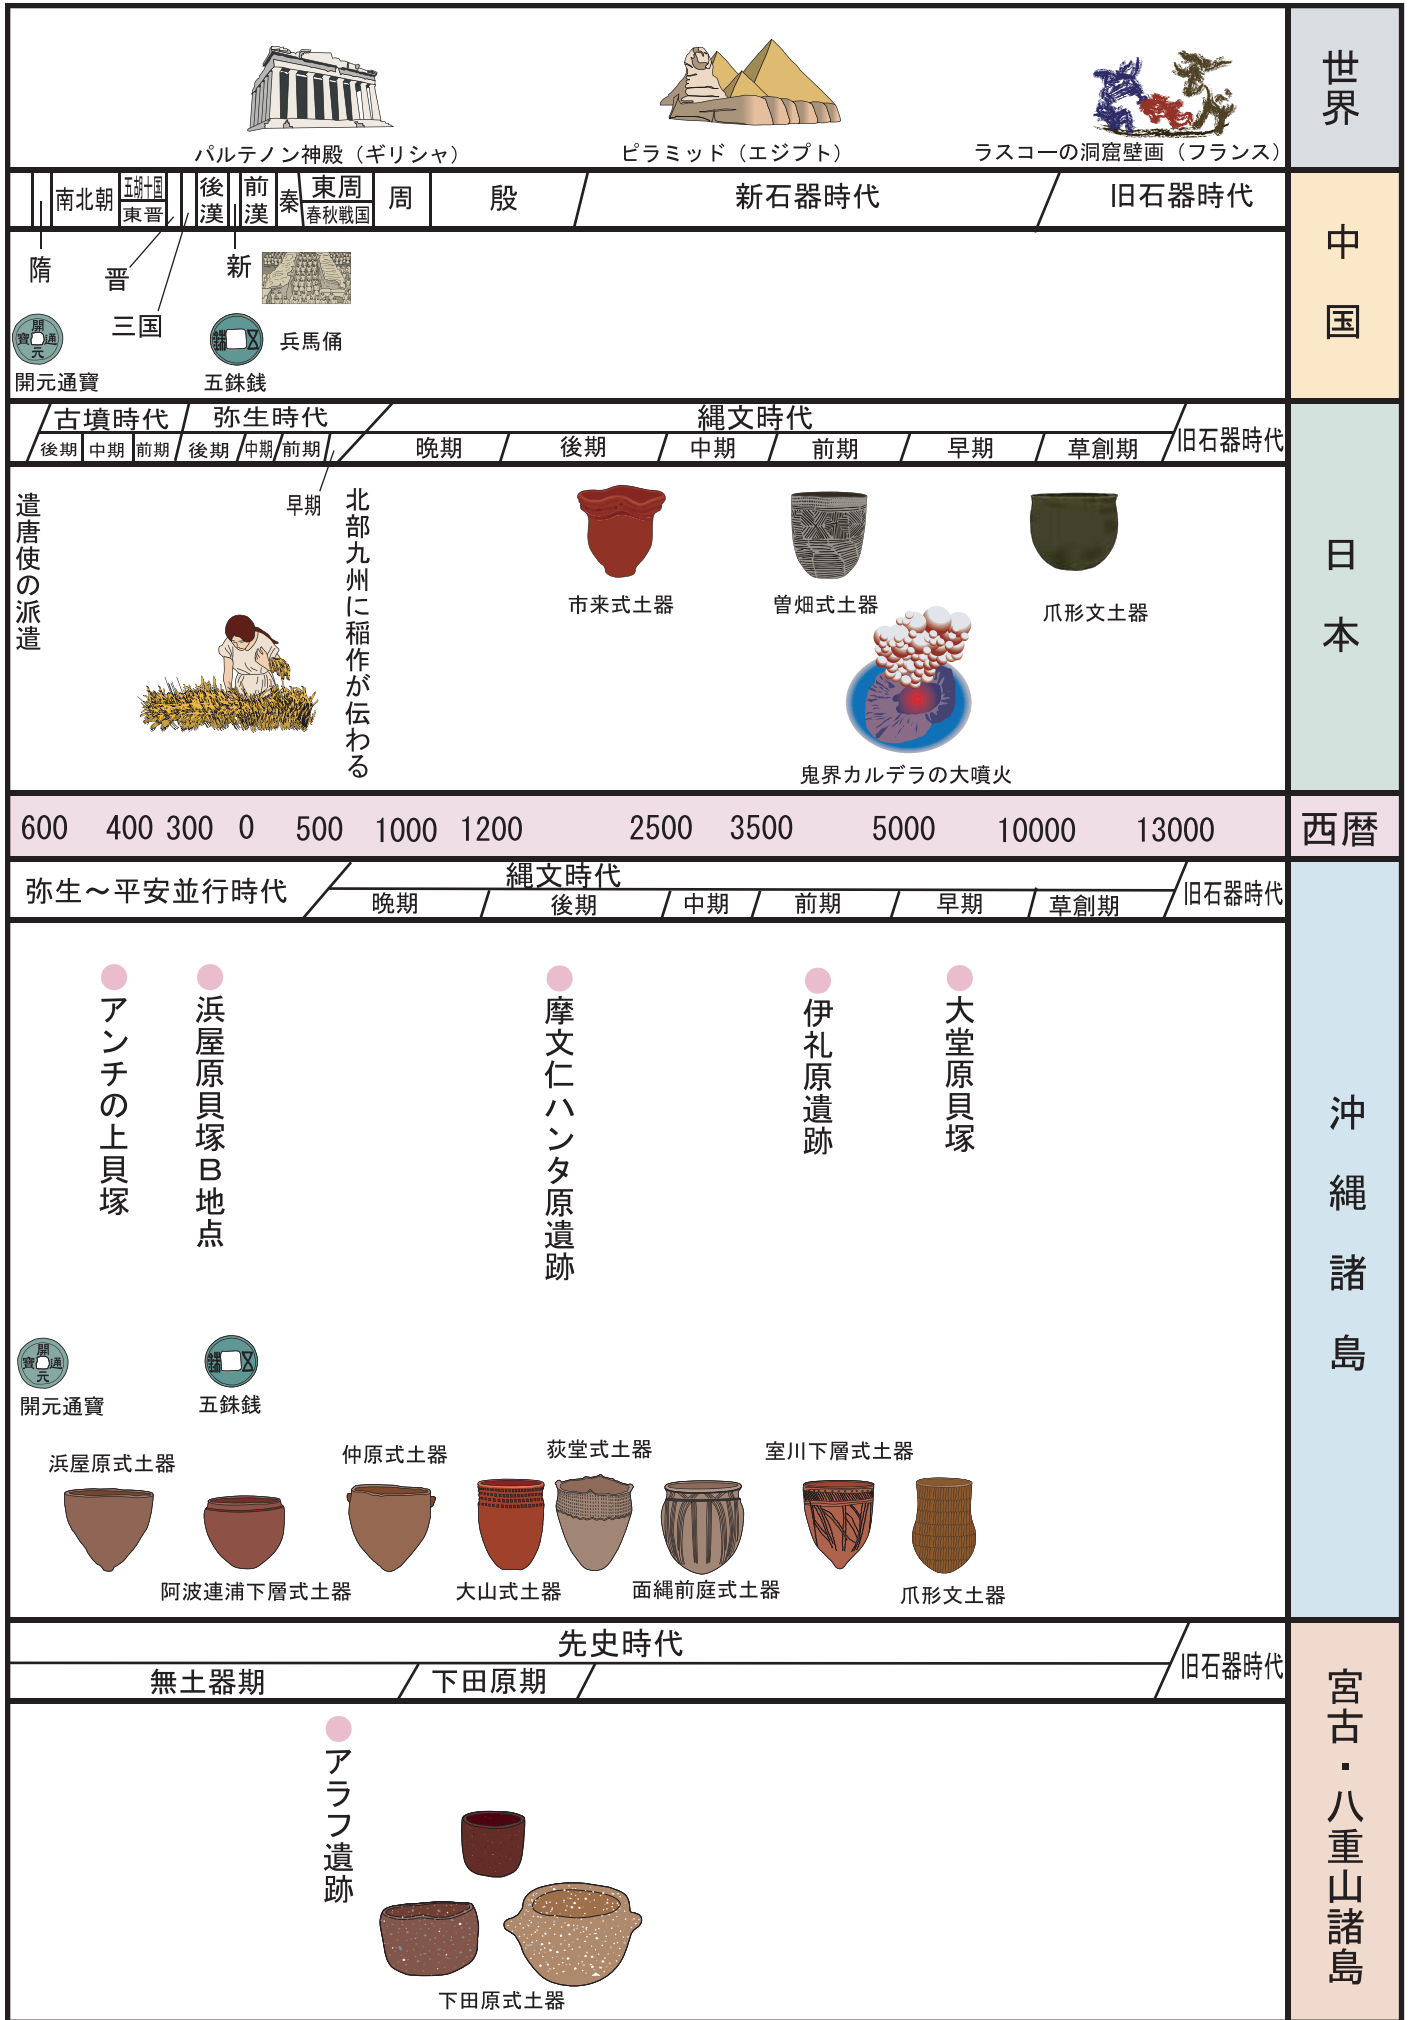 世界
パルテノン神殿（ギリシャ）
ピラミッド（エジプト）
ラスコーの洞窟壁画（フランス）
中国
南北朝
五胡十国
東晋
後漢
前漢
秦
東周
春秋戦国
周
殷
新石器時代
旧石器時代
隋
晋
三国
新
開元通寶
開元通寶
五銖銭
兵馬俑
日本
古墳時代
弥生時代
縄文時代
旧石器時代
後期
中期
前期
後期
中期
前期
早期
晩期
後期
中期
前期
早期
草創期
遣唐使の派遣
北部九州に稲作が伝わる
市来式土器
曽畑式土器
爪形文土器
鬼界カルデラの大噴火
600 400 300 0 500 1000 1200 2500 3500 5000 10000 13000
西暦
沖縄諸島
弥生～平安並行時代
縄文時代
旧石器時代
晩期
後期
中期
前期
早期
草創期
アンチの上貝塚
浜屋原貝塚B地点
摩文仁ハンタ原遺跡
伊礼原遺跡
大堂原貝塚
開元通寶
開元通寶
五銖銭
浜屋原式土器
阿波連浦下層式土器
仲原式土器
大山式土器
荻堂式土器
面縄前庭式土器
室川下層式土器
爪形文土器
宮古・八重山諸島
先史時代
旧石器時代
無土器期
下田原期
アラフ遺跡
下田原式土器